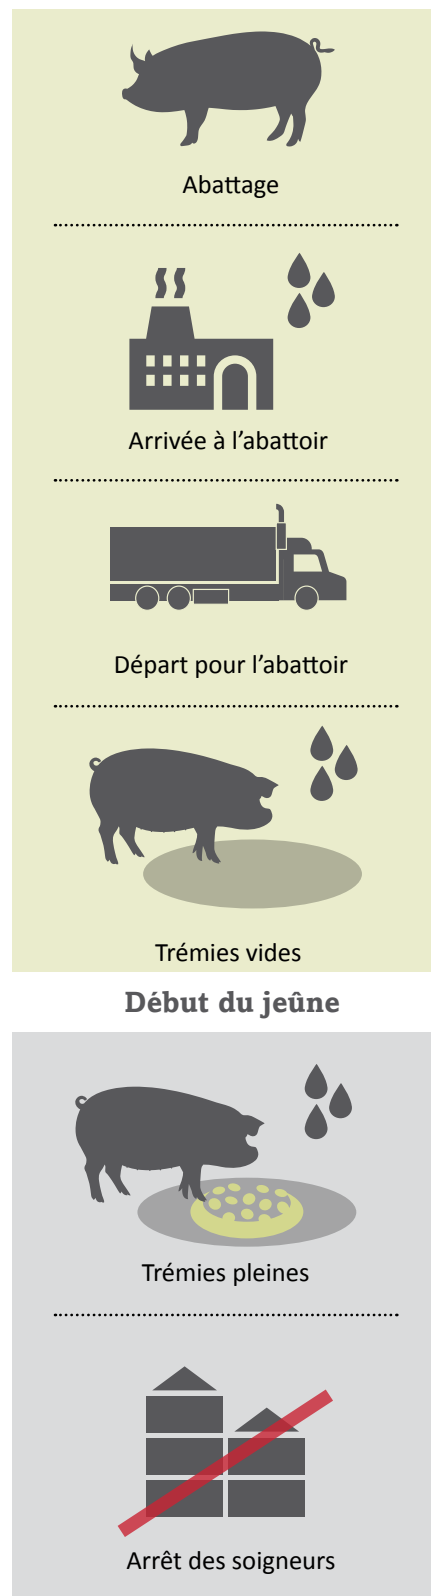 Abattage
Arrivée à l'abattoir
Départ pour l'abattoir
Trémies vides
Début du jeûne
Trémies pleines
Arrêt des soigneurs